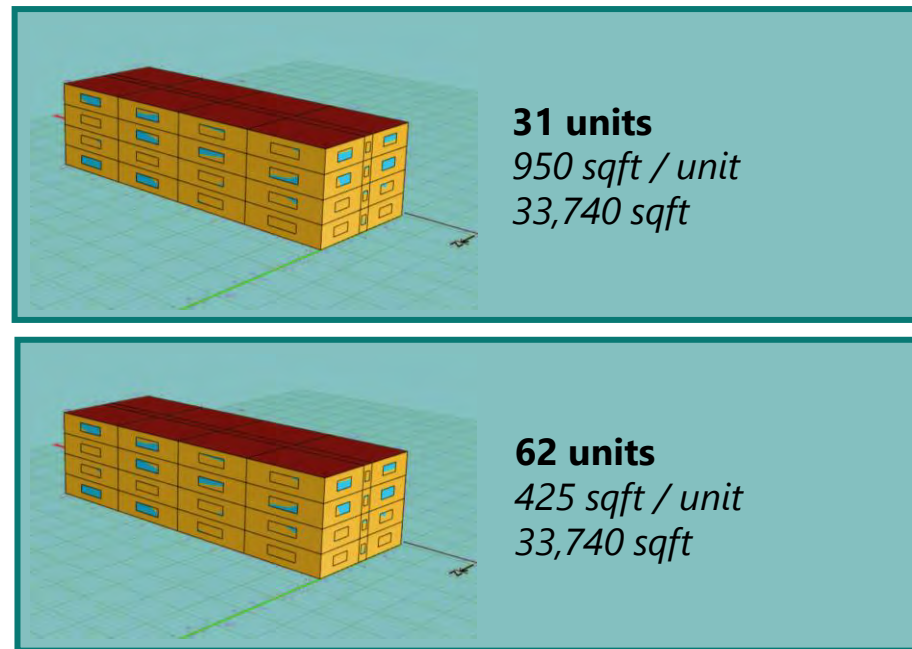 31 units
950 sqft / unit
33,740 sqft
62 units
425 sqft / unit
33,740 sqft